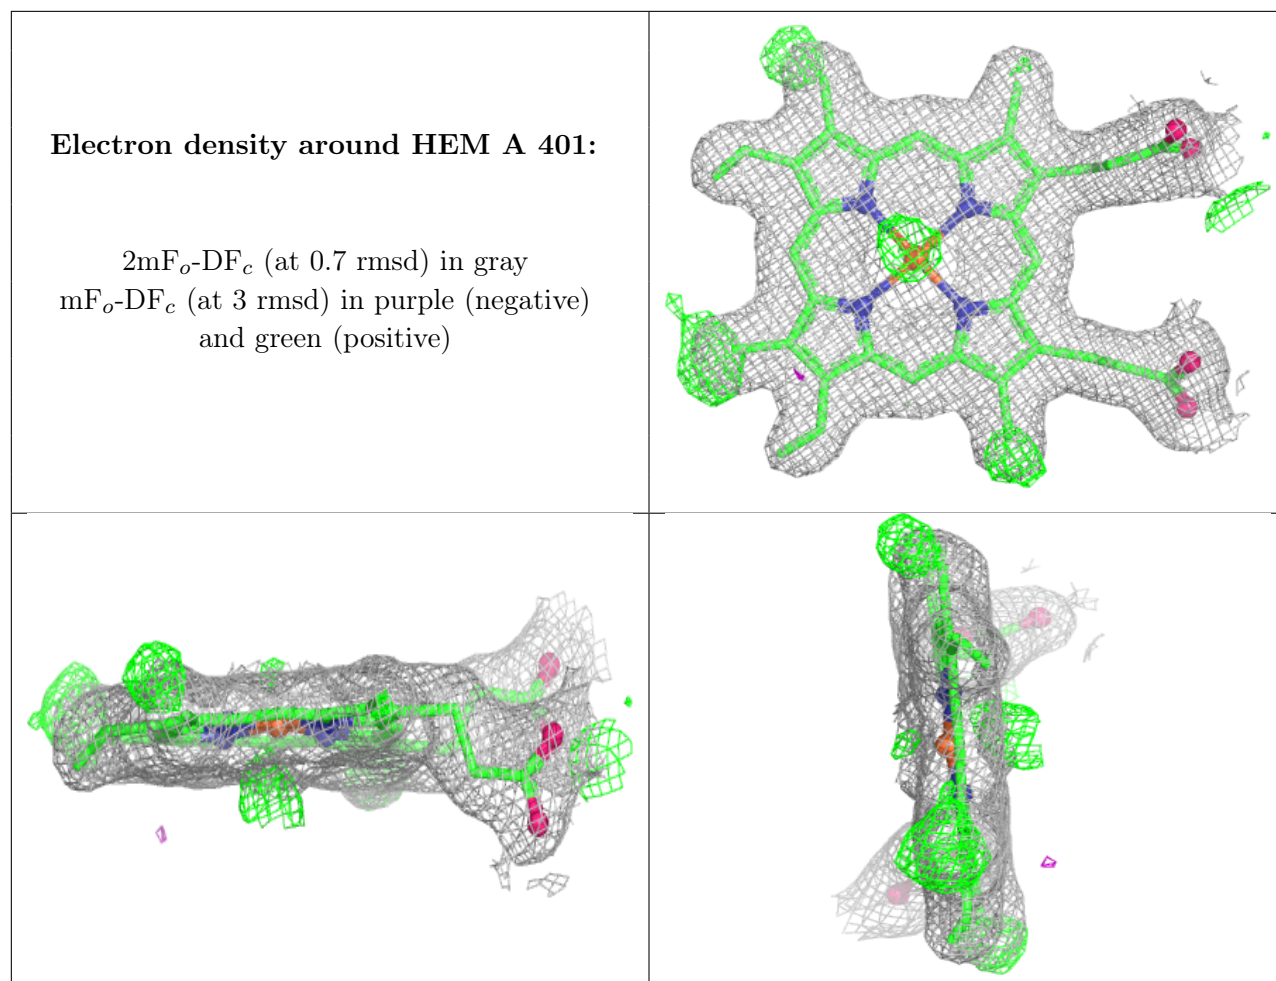 Electron density around HEM A 401:
2mF$_o$-DF$_c$ (at 0.7 rmsd) in gray
mF$_o$-DF$_c$ (at 3 rmsd) in purple (negative)
and green (positive)